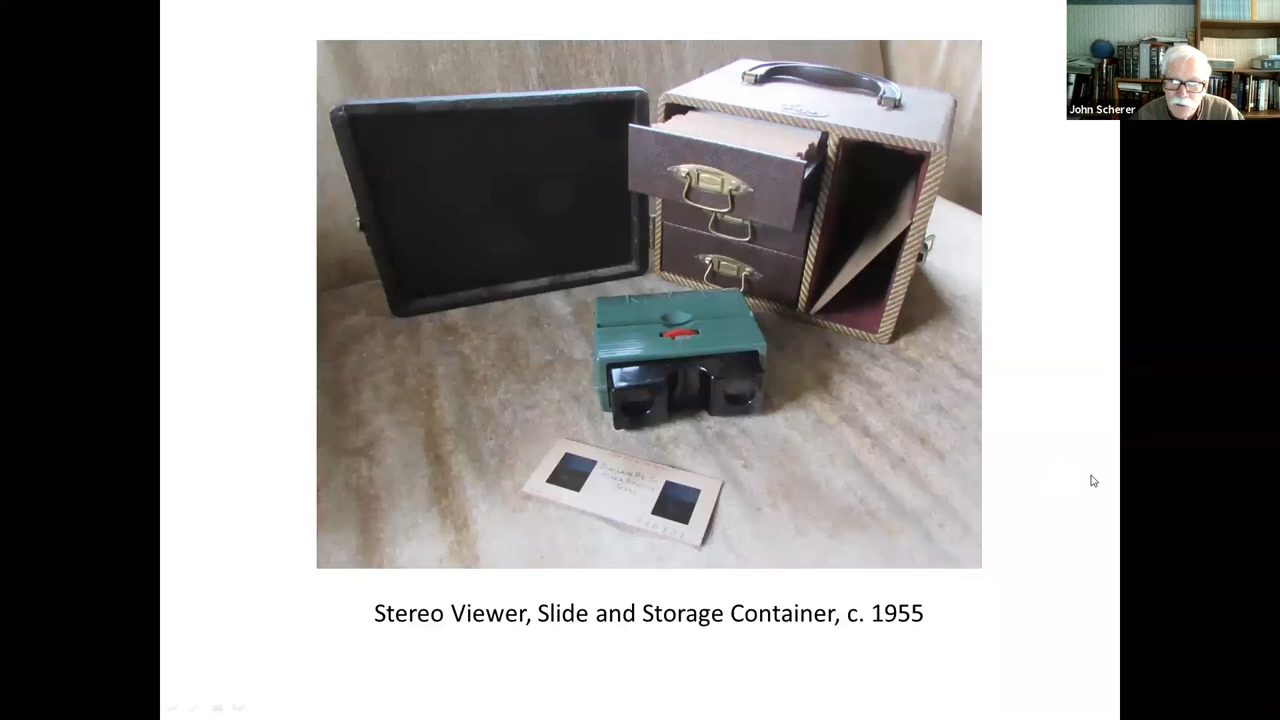 John Scherer
Stereo Viewer, Slide and Storage Container, c. 1955